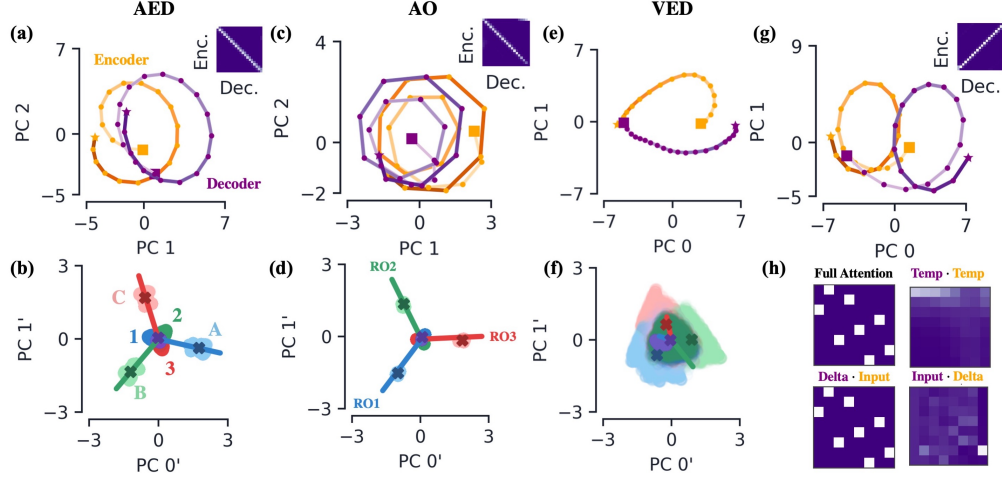 AED
AO
VED
(a)
7
Encoder
Enc.
Dec.
PC 2
0
−5
Decoder
−5
0
7
PC 1
(c)
4
Enc.
Dec.
PC 2
0
−2
−3
0
3
PC 1
(e)
7
PC 1
0
−7
−7
0
7
PC 0
(g)
9
Enc.
Dec.
PC 1
0
−5
−7
0
7
PC 0
(b)
3
C
2
PC 1'
0
1
A
3
B
−3
−3
0
3
PC 0'
(d)
3
RO2
PC 1'
0
RO3
RO1
−3
−3
0
3
PC 0'
(f)
3
PC 1'
0
−3
−3
0
3
PC 0'
(h)
Full Attention
Temp · Temp
Delta · Input
Input · Delta